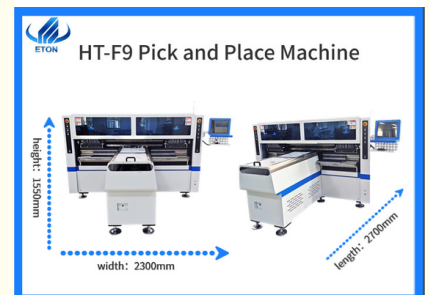 ETON
HT-F9 Pick and Place Machine
height: 1550mm
width: 2300mm
length: 2700mm